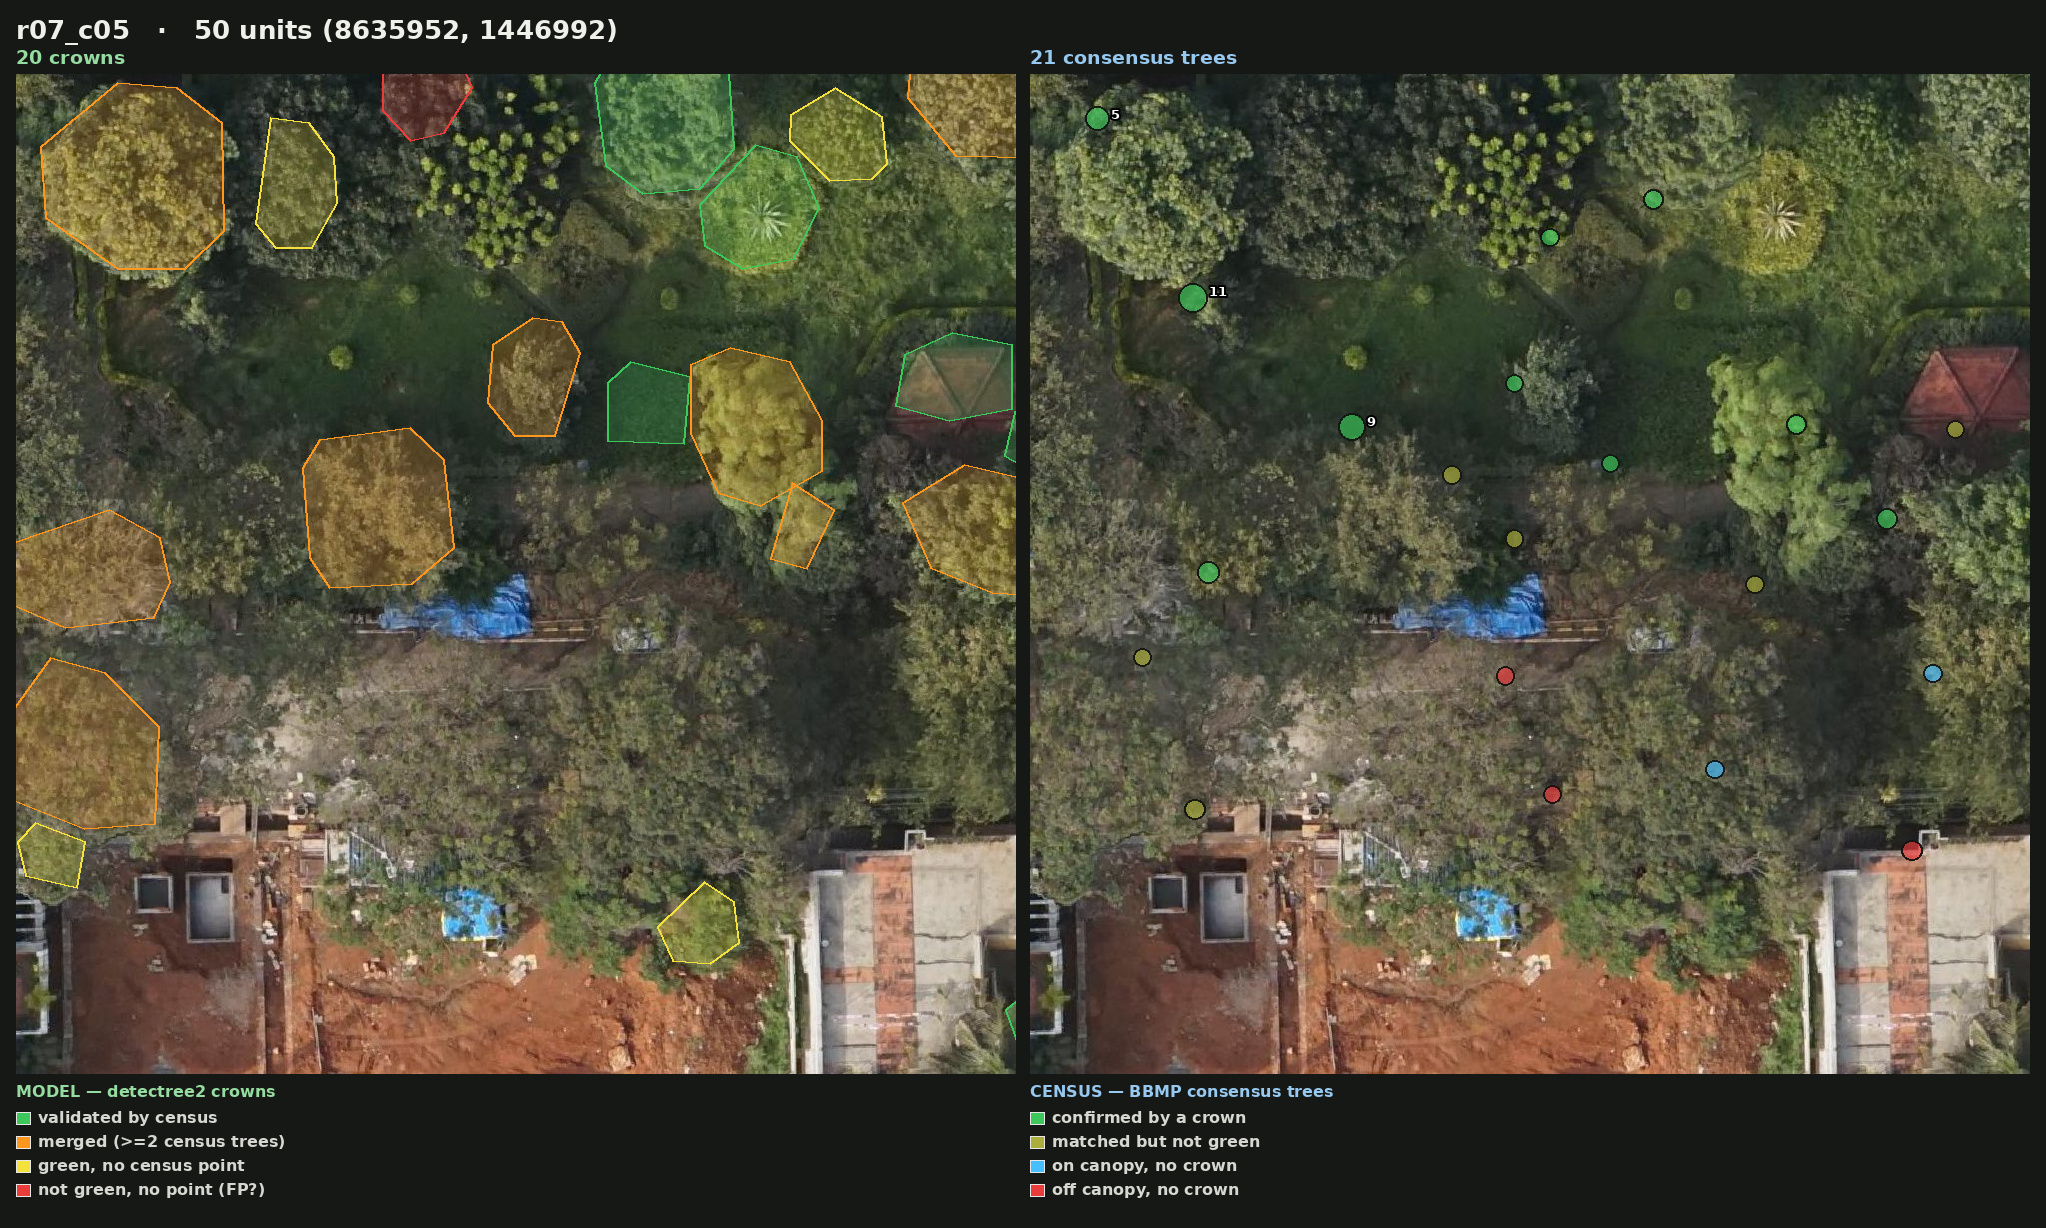 r07_c05 · 50 units (8635952, 1446992)
20 crowns
21 consensus trees
5
11
9
MODEL — detectree2 crowns
validated by census
merged (>=2 census trees)
green, no census point
not green, no point (FP?)
CENSUS — BBMP consensus trees
confirmed by a crown
matched but not green
on canopy, no crown
off canopy, no crown